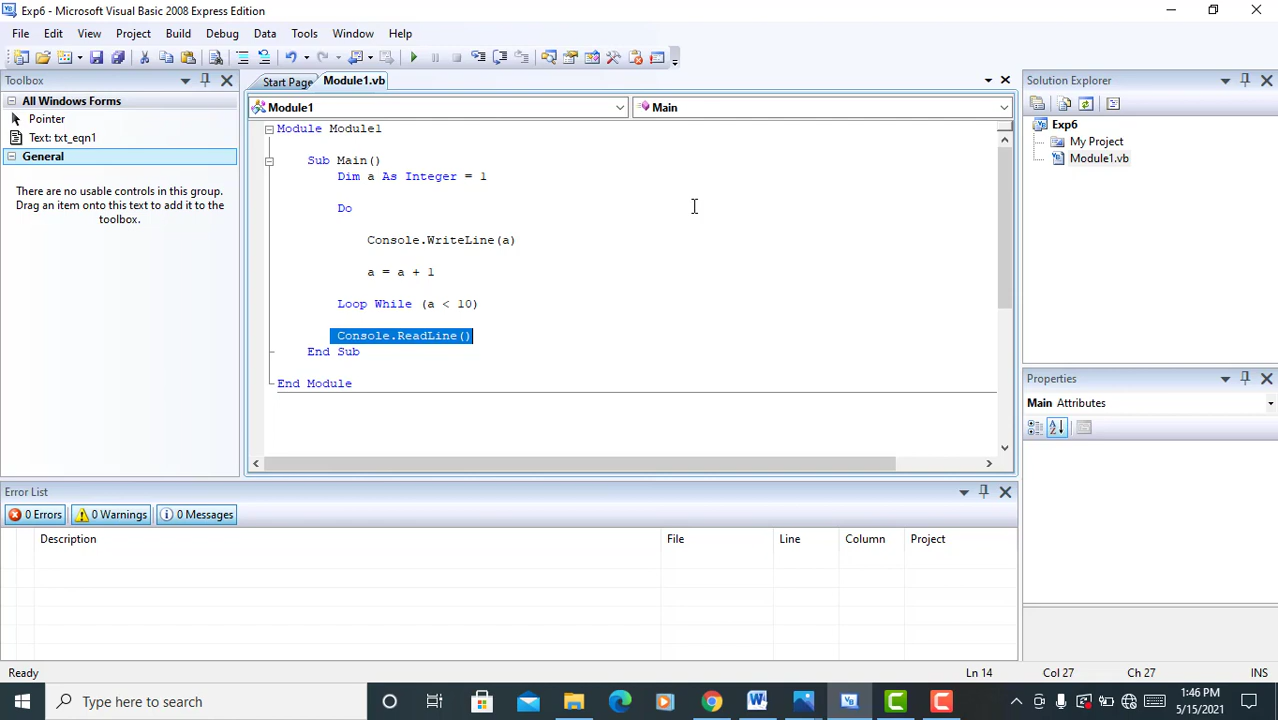 Exp6 - Microsoft Visual Basic 2008 Express Edition
File Edit View Project Build Debug Data Tools Window Help
Toolbox
All Windows Forms
Pointer
Text: txt_eqn1
General
There are no usable controls in this group.
Drag an item onto this text to add it to the
toolbox.
Start Page Module1.vb
Module1 Main
Module Module1
Sub Main()
Dim a As Integer = 1
Do
Console.WriteLine(a)
a = a + 1
Loop While (a < 10)
Console.ReadLine()
End Sub
End Module
Solution Explorer
Exp6
My Project
Module1.vb
Properties
Main Attributes
Error List
0 Errors 0 Warnings 0 Messages
Description File Line Column Project
Ready Ln 14 Col 27 Ch 27 INS
Type here to search
1:46 PM
5/15/2021